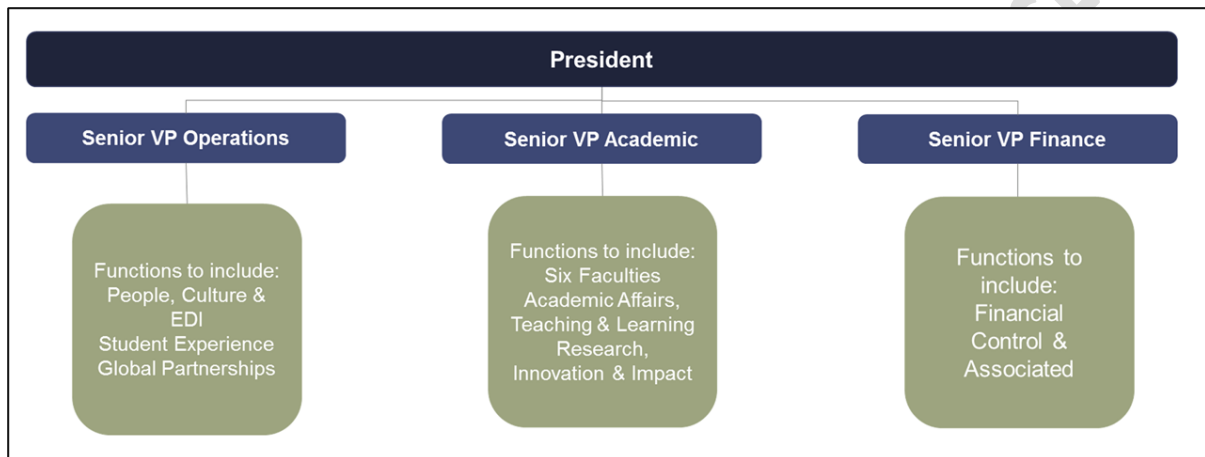 President
Senior VP Operations
Senior VP Academic
Senior VP Finance
Functions to include:
People, Culture &
EDI
Student Experience
Global Partnerships
Functions to include:
Six Faculties
Academic Affairs,
Teaching & Learning
Research,
Innovation & Impact
Functions to
include:
Financial
Control &
Associated